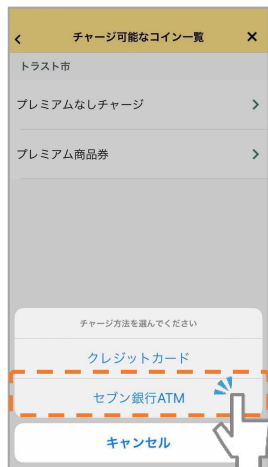 チャージ可能なコイン一覧
トラスト市
プレミアムなしチャージ
プレミアム商品券
チャージ方法を選んでください
クレジットカード
セブン銀行ATM
キャンセル